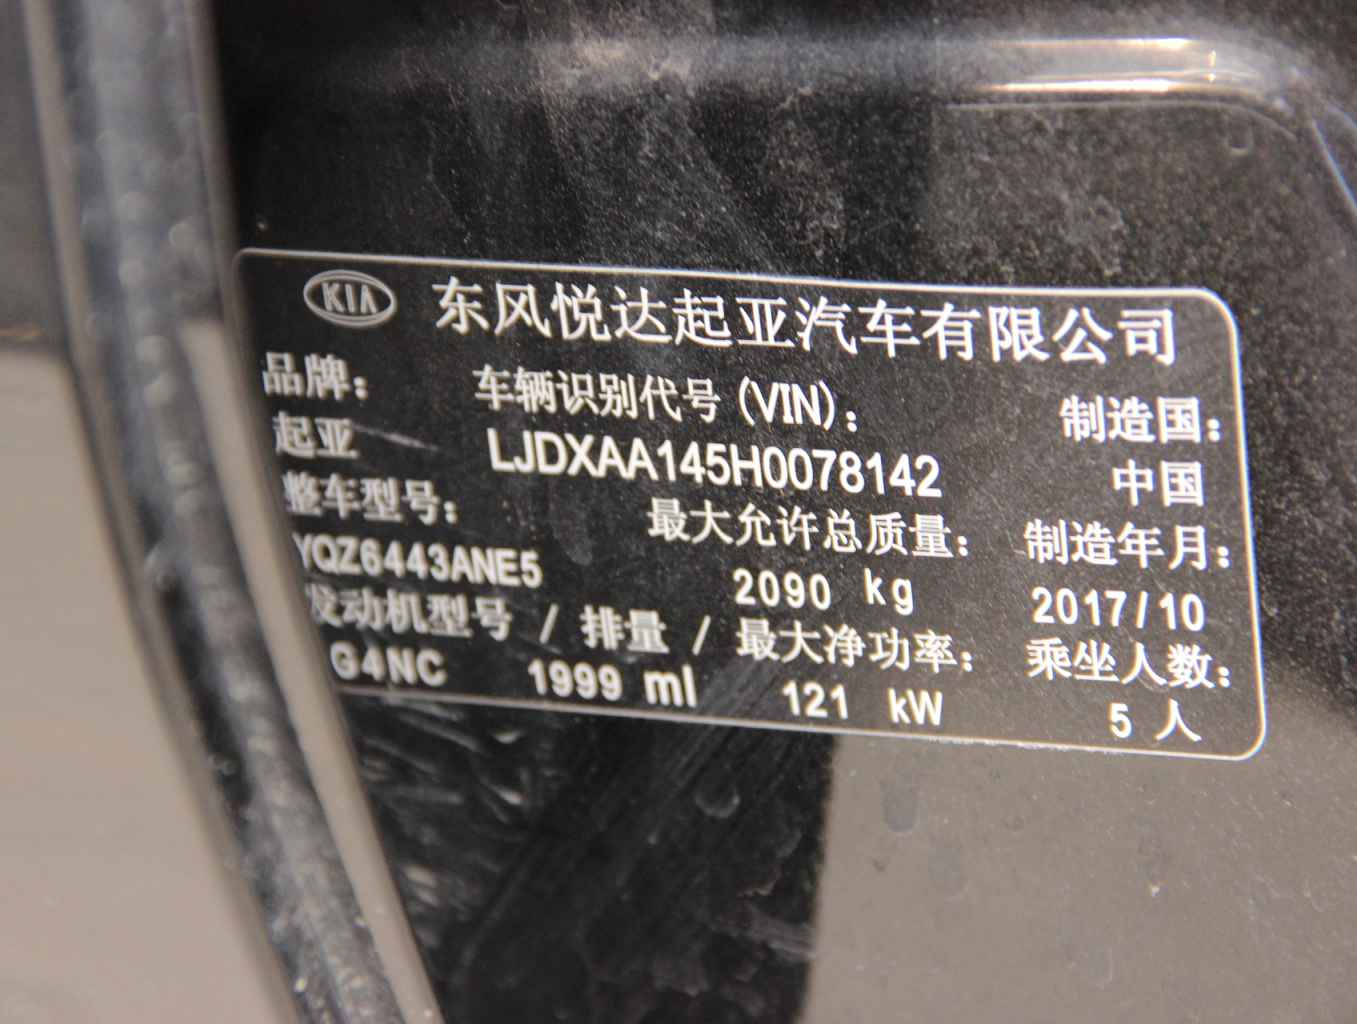 KIA 东风悦达起亚汽车有限公司
品牌: 车辆识别代号 (VIN): 制造国:
起亚 LJDXAA145H0078142 中国
整车型号: 最大允许总质量: 制造年月:
YQZ6443ANE5 2090 kg 2017/10
发动机型号 / 排量 / 最大净功率: 乘坐人数:
G4NC 1999 ml 121 kW 5 人